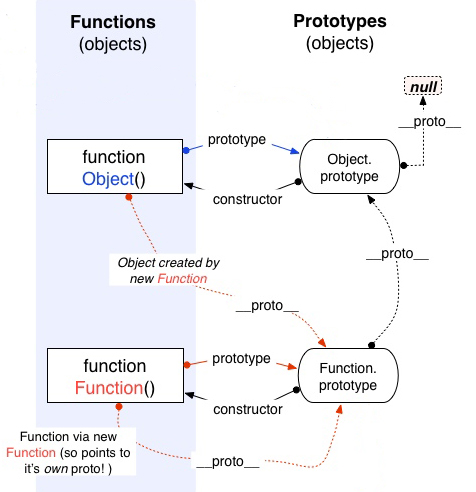 Functions
(objects)
Prototypes
(objects)
null
__proto__
prototype
function
Object()
Object.
prototype
constructor
__proto__
Object created by
new Function
__proto__
function
Function()
prototype
Function.
prototype
constructor
Function via new
Function (so points to
it's own proto! )
__proto__